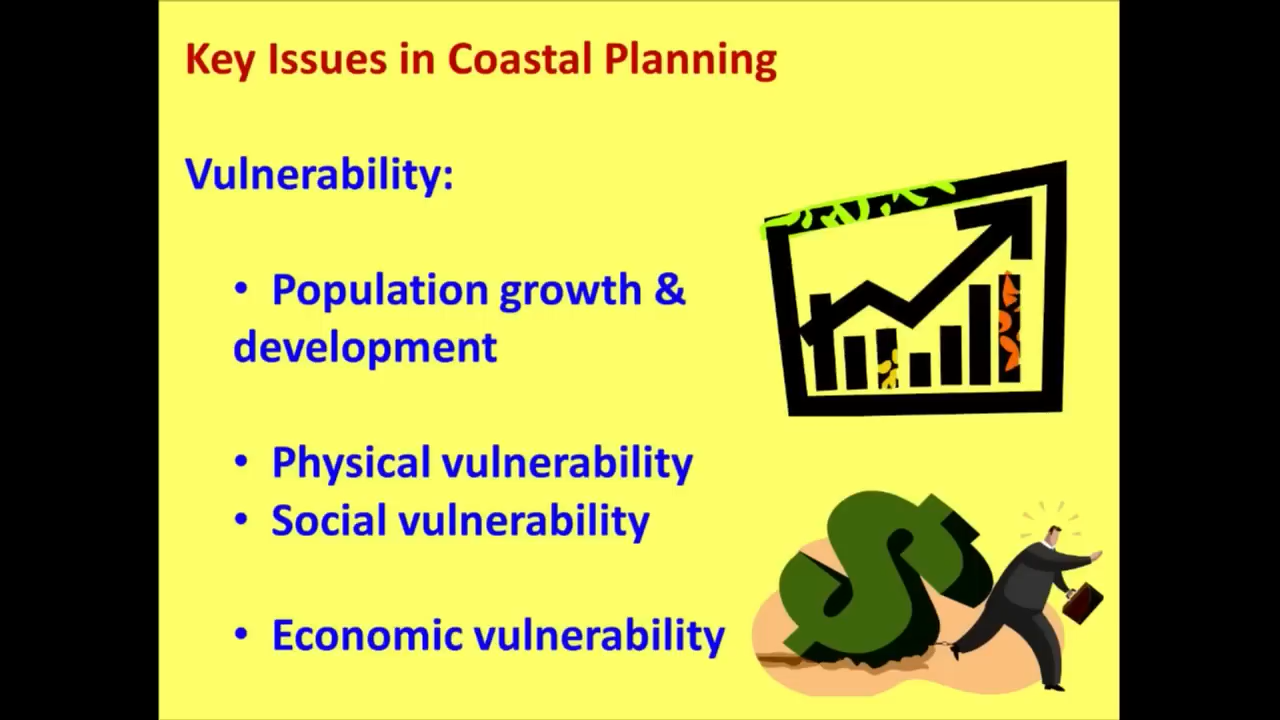 Key Issues in Coastal Planning
Vulnerability:
• Population growth &
development
• Physical vulnerability
• Social vulnerability
• Economic vulnerability